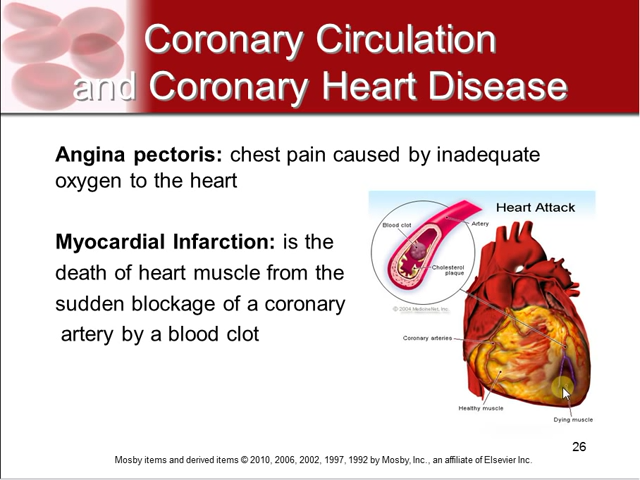 Coronary Circulation
and Coronary Heart Disease
Angina pectoris: chest pain caused by inadequate
oxygen to the heart
Myocardial Infarction: is the
death of heart muscle from the
sudden blockage of a coronary
artery by a blood clot
Heart Attack
Blood clot
Artery
Cholesterol
plaque
© 2004 MedicineNet, Inc.
Coronary arteries
Healthy muscle
Dying muscle
26
Mosby items and derived items © 2010, 2006, 2002, 1997, 1992 by Mosby, Inc., an affiliate of Elsevier Inc.